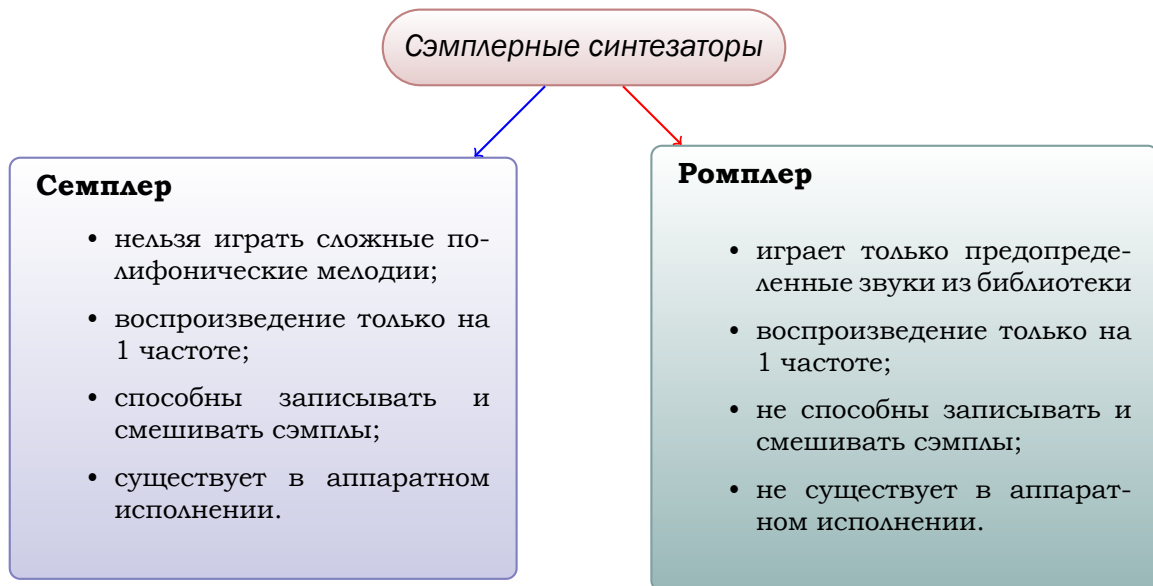 Сэмплерные синтезаторы
Семплер
• нельзя играть сложные по-
лифонические мелодии;
• воспроизведение только на
1 частоте;
• способны записывать и
смешивать сэмплы;
• существует в аппаратном
исполнении.
Ромплер
• играет только предопреде-
ленные звуки из библиотеки
• воспроизведение только на
1 частоте;
• не способны записывать и
смешивать сэмплы;
• не существует в аппарат-
ном исполнении.